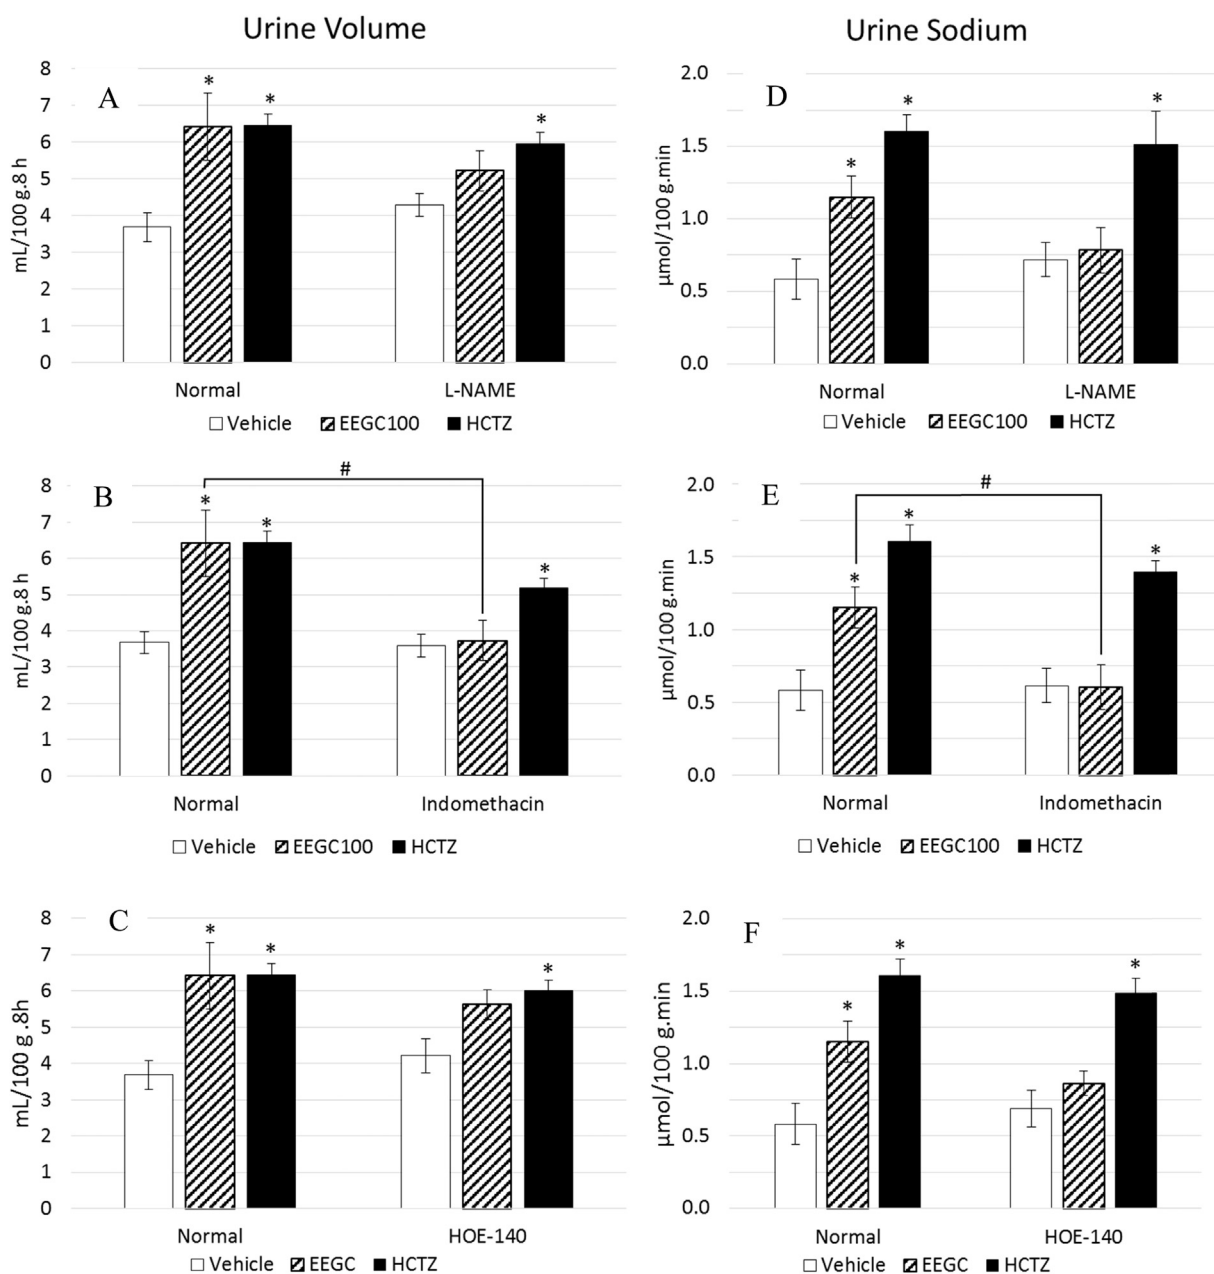 Urine Volume
Urine Sodium
A
mL/100 g.8 h
8
7
6
5
4
3
2
1
0
* * *
Normal L-NAME
Vehicle EEGC100 HCTZ
D
µmol/100 g.min
2.0
1.5
1.0
0.5
0.0
* * *
Normal L-NAME
Vehicle EEGC100 HCTZ
B
mL/100 g.8 h
8
7
6
5
4
3
2
1
0
#
* * *
Normal Indomethacin
Vehicle EEGC100 HCTZ
E
µmol/100 g.min
2.0
1.5
1.0
0.5
0.0
#
* * *
Normal Indomethacin
Vehicle EEGC100 HCTZ
C
mL/100 g.8h
8
7
6
5
4
3
2
1
0
* * *
Normal HOE-140
Vehicle EEGC HCTZ
F
µmol/100 g.min
2.0
1.5
1.0
0.5
0.0
* * *
Normal HOE-140
Vehicle EEGC HCTZ